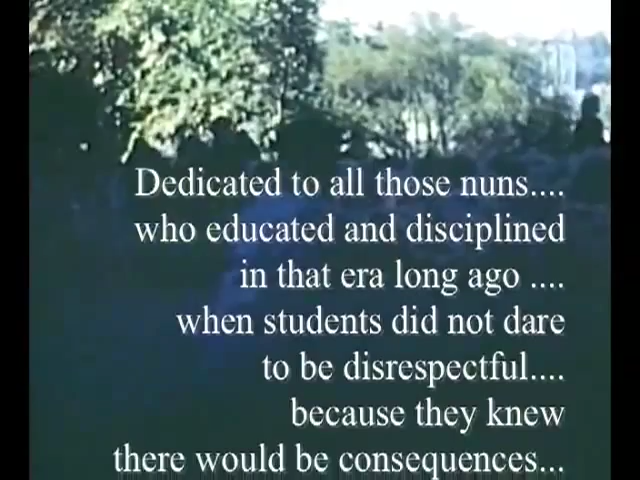 Dedicated to all those nuns....
who educated and disciplined
in that era long ago ....
when students did not dare
to be disrespectful....
because they knew
there would be consequences...